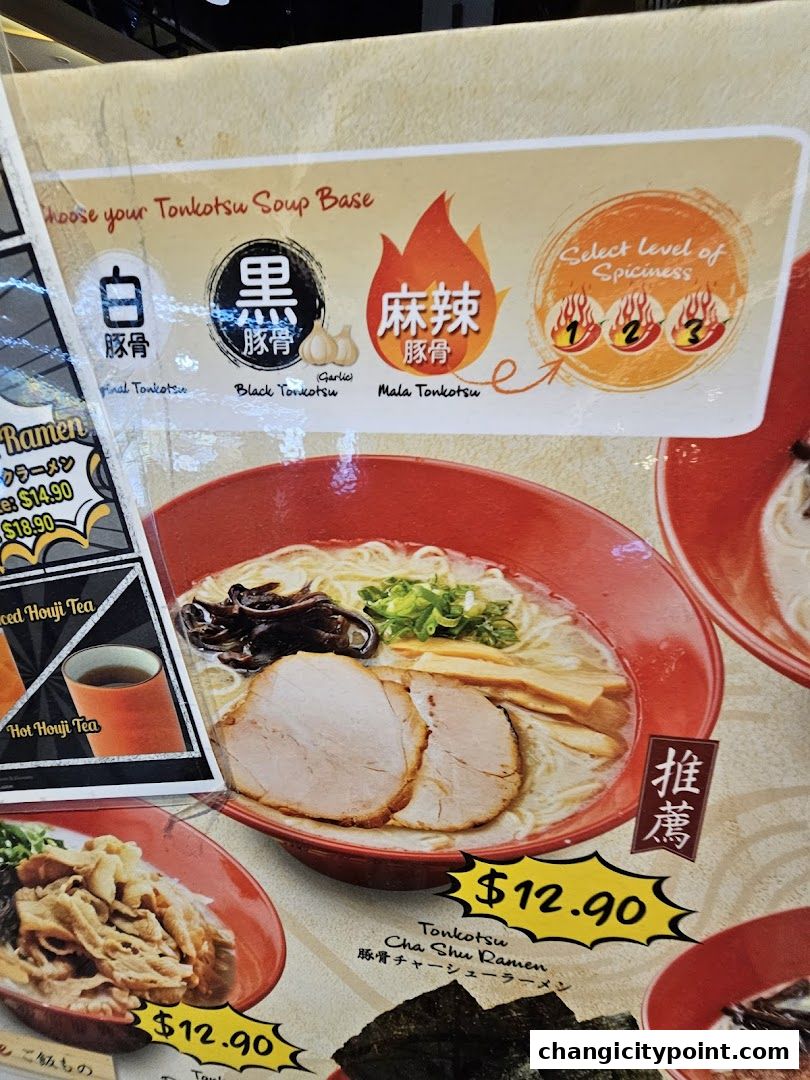 Choose your Tonkotsu Soup Base
白
豚骨
黒
豚骨
(Garlic)
Black Tonkotsu
麻辣
豚骨
Mala Tonkotsu
Select level of
Spiciness
1 2 3
Tonkotsu
Ramen
クラーメン
$14.90
$18.90
Houji Tea
Hot Houji Tea
推薦
$12.90
Tonkotsu
Cha Shu Ramen
豚骨チャーシューラーメン
$12.90
ご飯もの
changicitypoint.com